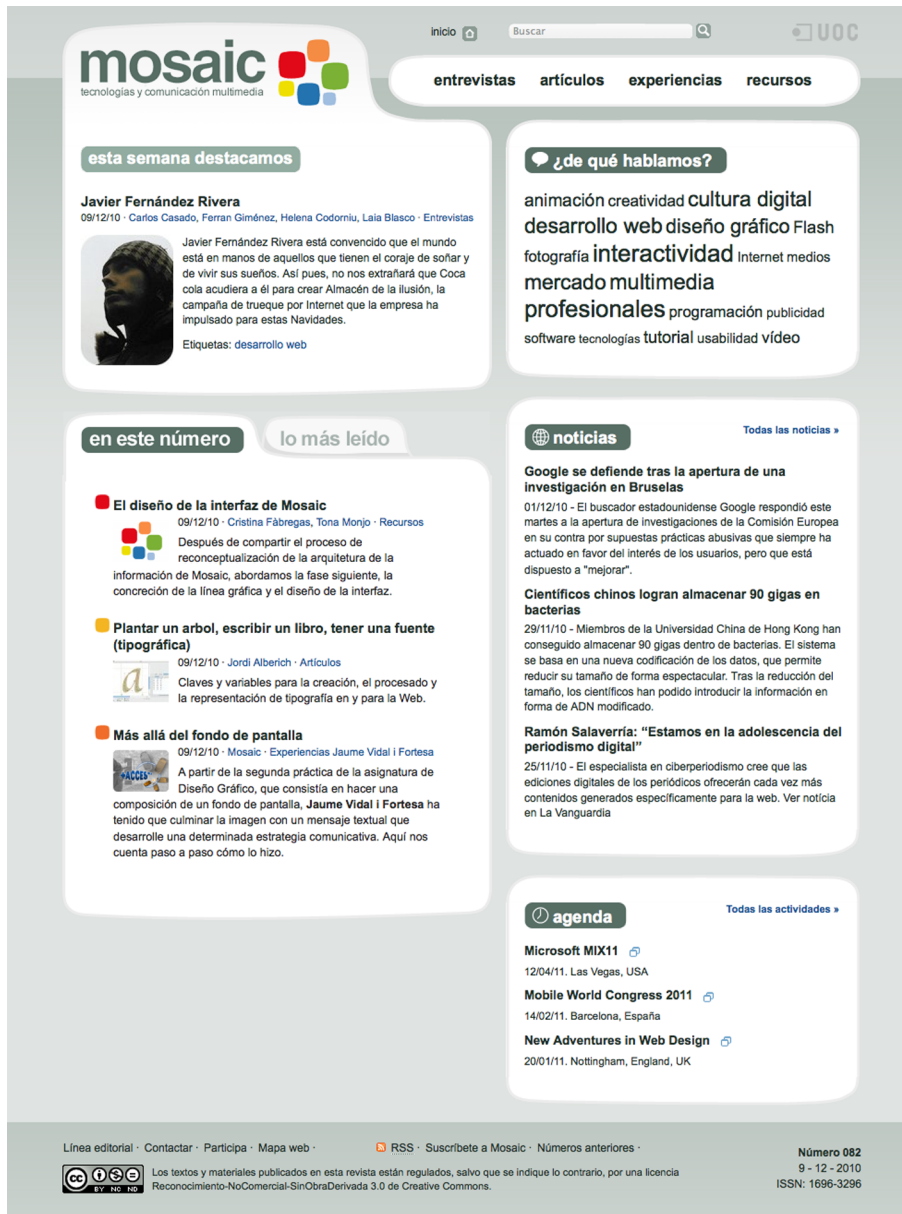 inicio
Buscar
UOC
mosaic
tecnologías y comunicación multimedia
entrevistas artículos experiencias recursos
esta semana destacamos
Javier Fernández Rivera
09/12/10 · Carlos Casado, Ferran Giménez, Helena Codorniu, Laia Blasco · Entrevistas
Javier Fernández Rivera está convencido que el mundo
está en manos de aquellos que tienen el coraje de soñar y
de vivir sus sueños. Así pues, no nos extrañará que Coca
cola acudiera a él para crear Almacén de la ilusión, la
campaña de trueque por Internet que la empresa ha
impulsado para estas Navidades.
Etiquetas: desarrollo web
¿de qué hablamos?
animación creatividad cultura digital
desarrollo web diseño gráfico Flash
fotografía interactividad Internet medios
mercado multimedia
profesionales programación publicidad
software tecnologías tutorial usabilidad vídeo
en este número
lo más leído
El diseño de la interfaz de Mosaic
09/12/10 · Cristina Fàbregas, Tona Monjo · Recursos
Después de compartir el proceso de
reconceptualización de la arquitetura de la
información de Mosaic, abordamos la fase siguiente, la
concreción de la línea gráfica y el diseño de la interfaz.
Plantar un arbol, escribir un libro, tener una fuente
(tipográfica)
a
09/12/10 · Jordi Alberich · Artículos
Claves y variables para la creación, el procesado y
la representación de tipografía en y para la Web.
Más allá del fondo de pantalla
ACCÉS
09/12/10 · Mosaic · Experiencias Jaume Vidal i Fortesa
A partir de la segunda práctica de la asignatura de
Diseño Gráfico, que consistía en hacer una
composición de un fondo de pantalla, Jaume Vidal i Fortesa ha
tenido que culminar la imagen con un mensaje textual que
desarrolle una determinada estrategia comunicativa. Aquí nos
cuenta paso a paso cómo lo hizo.
noticias
Todas las noticias »
Google se defiende tras la apertura de una
investigación en Bruselas
01/12/10 - El buscador estadounidense Google respondió este
martes a la apertura de investigaciones de la Comisión Europea
en su contra por supuestas prácticas abusivas que siempre ha
actuado en favor del interés de los usuarios, pero que está
dispuesto a "mejorar".
Científicos chinos logran almacenar 90 gigas en
bacterias
29/11/10 - Miembros de la Universidad China de Hong Kong han
conseguido almacenar 90 gigas dentro de bacterias. El sistema
se basa en una nueva codificación de los datos, que permite
reducir su tamaño de forma espectacular. Tras la reducción del
tamaño, los científicos han podido introducir la información en
forma de ADN modificado.
Ramón Salaverría: “Estamos en la adolescencia del
periodismo digital”
25/11/10 - El especialista en ciberperiodismo cree que las
ediciones digitales de los periódicos ofrecerán cada vez más
contenidos generados específicamente para la web. Ver notícia
en La Vanguardia
agenda
Todas las actividades »
Microsoft MIX11
12/04/11. Las Vegas, USA
Mobile World Congress 2011
14/02/11. Barcelona, España
New Adventures in Web Design
20/01/11. Nottingham, England, UK
Línea editorial · Contactar · Participa · Mapa web ·
RSS · Suscríbete a Mosaic · Números anteriores ·
cc BY NC ND
Los textos y materiales publicados en esta revista están regulados, salvo que se indique lo contrario, por una licencia
Reconocimiento-NoComercial-SinObraDerivada 3.0 de Creative Commons.
Número 082
9 - 12 - 2010
ISSN: 1696-3296